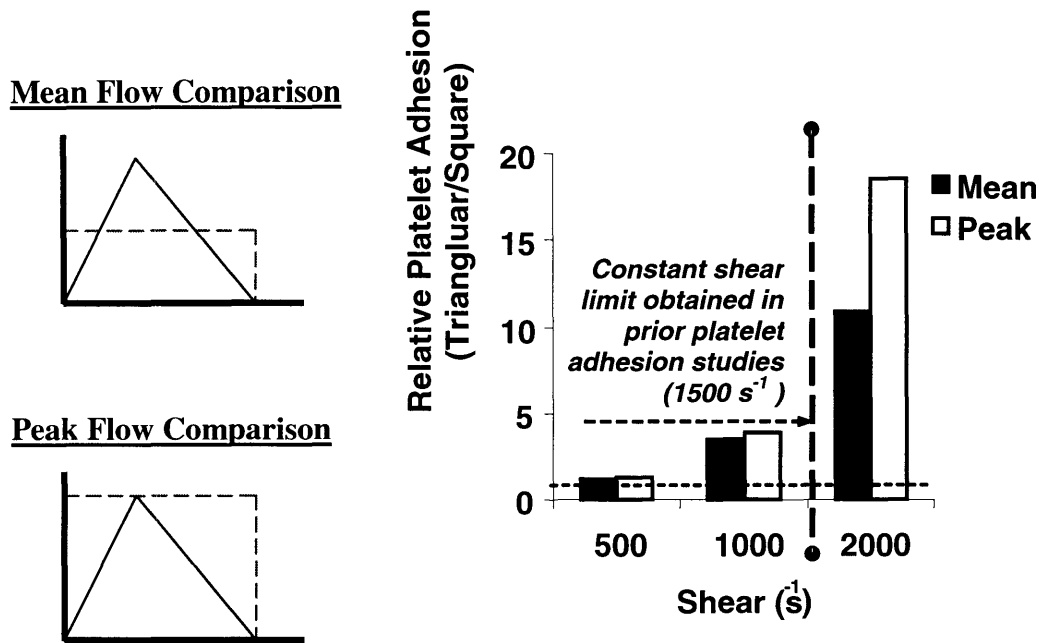 Mean Flow Comparison
Peak Flow Comparison
Relative Platelet Adhesion
(Triangluar/Square)
20
15
10
5
0
Constant shear
limit obtained in
prior platelet
adhesion studies
(1500 s-1 )
Mean
Peak
500 1000 2000
Shear (s-1)